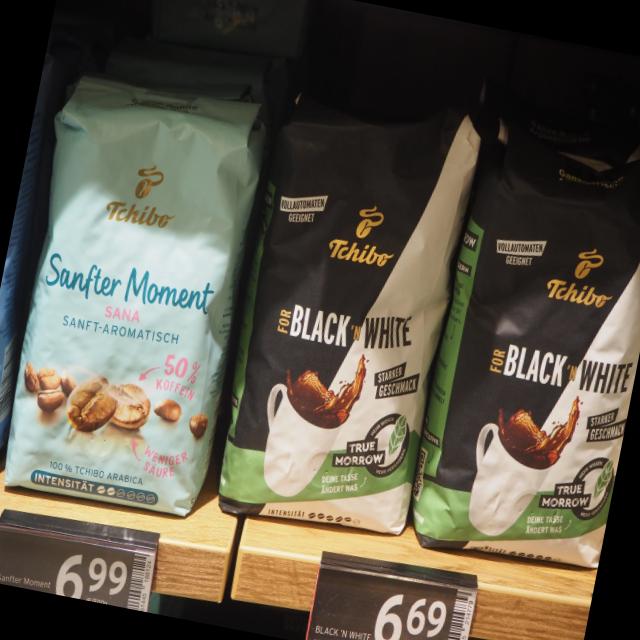 Tchibo
Sanfter Moment
SANA
SANFT-AROMATISCH
50%
KOFFEIN
WENIGER
SÄURE
100 % TCHIBO ARABICA
INTENSITÄT
VOLLAUTOMATEN
GEEIGNET
Tchibo
FOR BLACK 'N WHITE
STARKER
GESCHMACK
TRUE
MORROW
DEINE TASSE
ÄNDERT WAS
INTENSITÄT
VOLLAUTOMATEN
GEEIGNET
Tchibo
FOR BLACK 'N WHITE
STARKER
GESCHMACK
TRUE
MORROW
DEINE TASSE
ÄNDERT WAS
Sanfter Moment
6 99
BLACK 'N WHITE
6 69